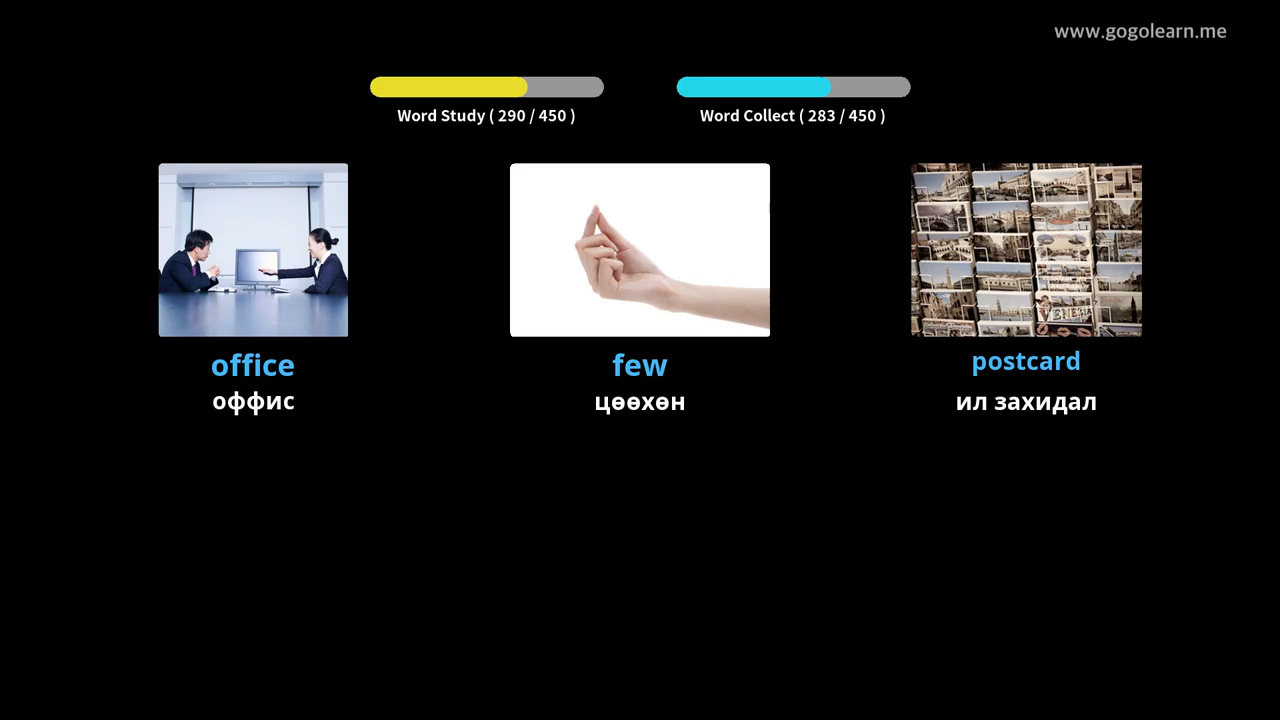 www.gogolearn.me
Word Study ( 290 / 450 )
Word Collect ( 283 / 450 )
office
few
postcard
оффис
цөөхөн
ил захидал